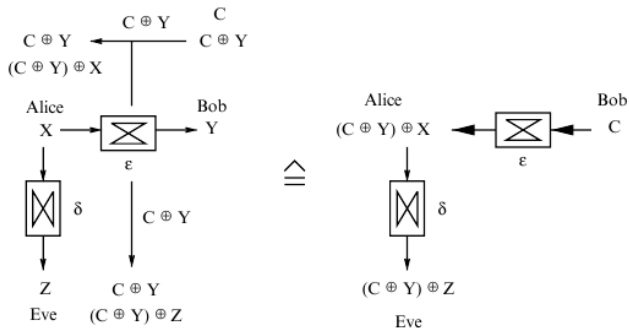 C ⊕ Y
C
C ⊕ Y
C ⊕ Y
(C ⊕ Y) ⊕ X
Alice
X
Bob
Y
ε
δ
C ⊕ Y
Z
Eve
C ⊕ Y
(C ⊕ Y) ⊕ Z
≙
Alice
(C ⊕ Y) ⊕ X
Bob
C
ε
δ
(C ⊕ Y) ⊕ Z
Eve